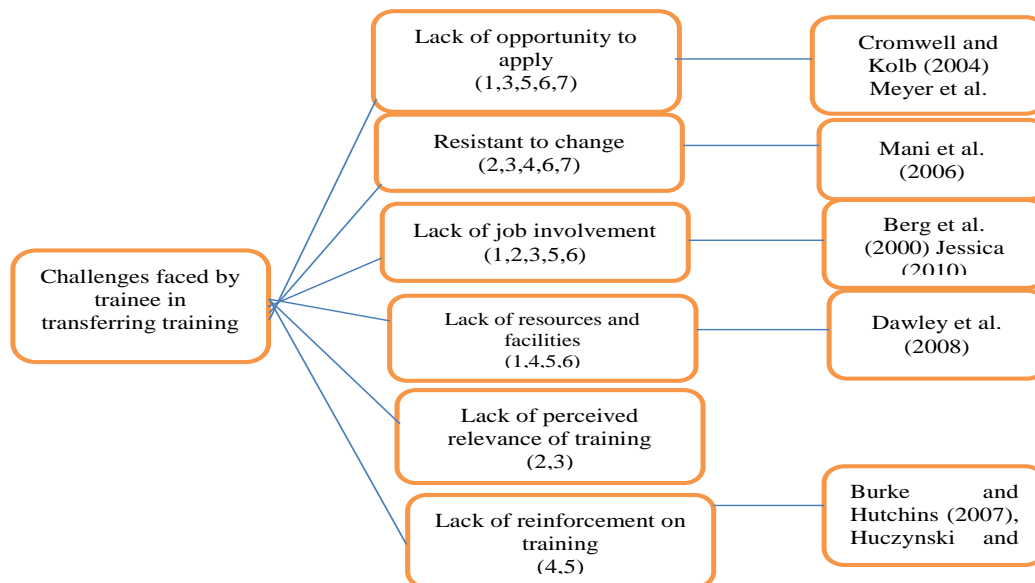 Challenges faced by
trainee in
transferring training
Lack of opportunity to
apply
(1,3,5,6,7)
Cromwell and
Kolb (2004)
Meyer et al.
Resistant to change
(2,3,4,6,7)
Mani et al.
(2006)
Lack of job involvement
(1,2,3,5,6)
Berg et al.
(2000) Jessica
(2010)
Lack of resources and
facilities
(1,4,5,6)
Dawley et al.
(2008)
Lack of perceived
relevance of training
(2,3)
Lack of reinforcement on
training
(4,5)
Burke and
Hutchins (2007),
Huczynski and